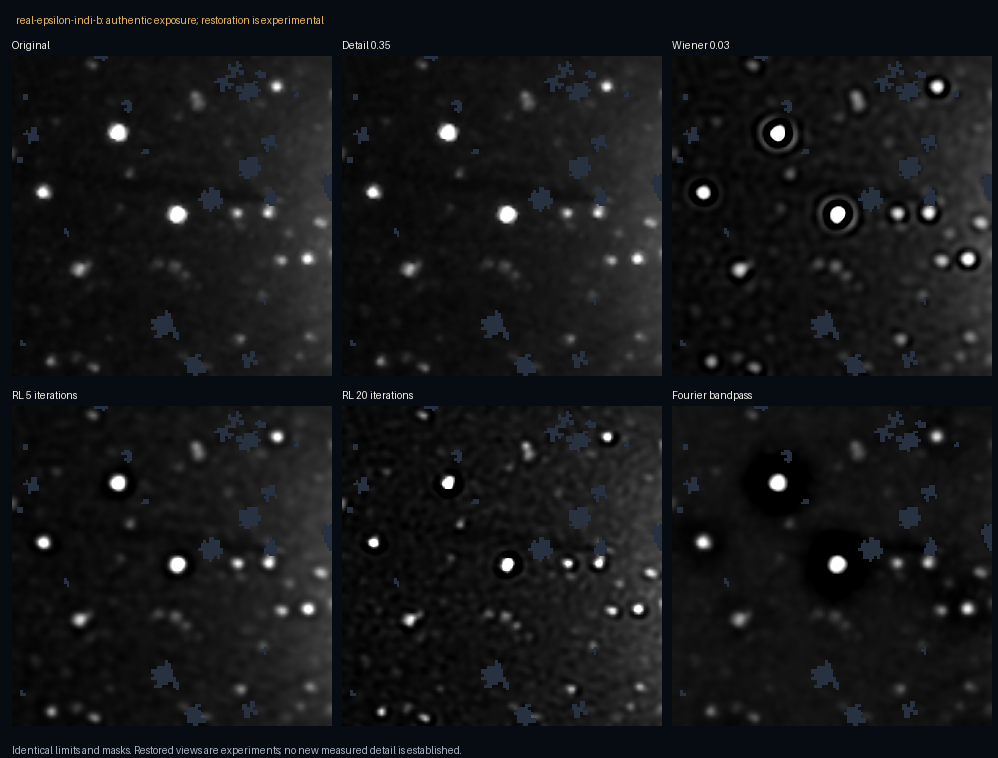 real-epsilon-indi-b: authentic exposure; restoration is experimental
Original
Detail 0.35
Wiener 0.03
RL 5 iterations
RL 20 iterations
Fourier bandpass
Identical limits and masks. Restored views are experiments; no new measured detail is established.